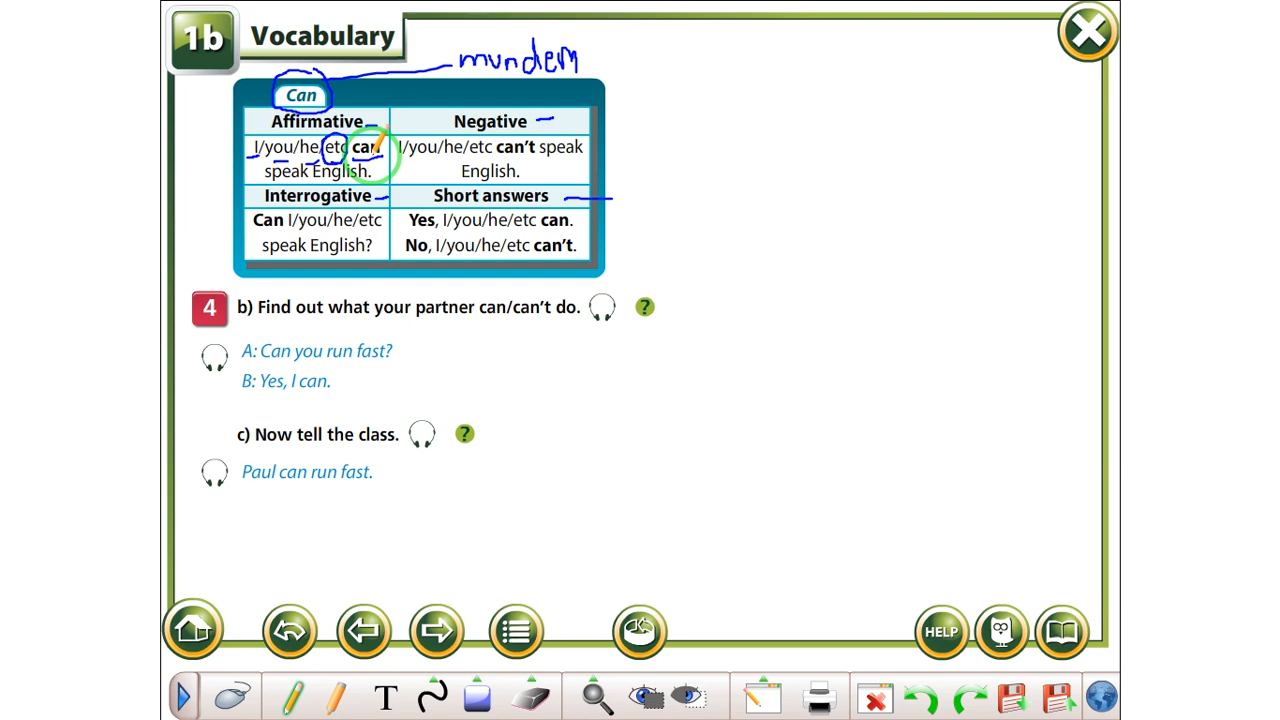 1b Vocabulary
mundem
Can
Affirmative Negative
I/you/he/etc can I/you/he/etc can't speak
speak English. English.
Interrogative Short answers
Can I/you/he/etc Yes, I/you/he/etc can.
speak English? No, I/you/he/etc can't.
4 b) Find out what your partner can/can't do. ?
A: Can you run fast?
B: Yes, I can.
c) Now tell the class. ?
Paul can run fast.
HELP
T